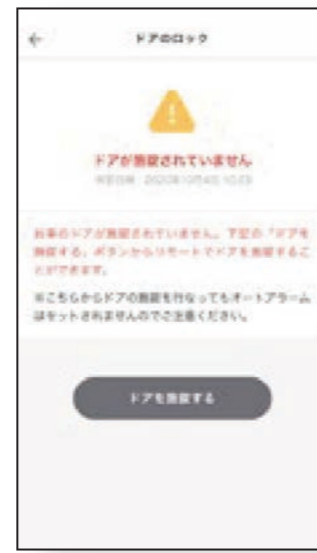 ドアのロック
ドアが施錠されていません
お車のドアが施錠されていません。下記の「ドアを
施錠する」ボタンからリモートでドアを施錠するこ
とができます。
※こちらからドアの施錠を行なってもオートアラーム
はセットされませんのでご注意ください。
ドアを施錠する